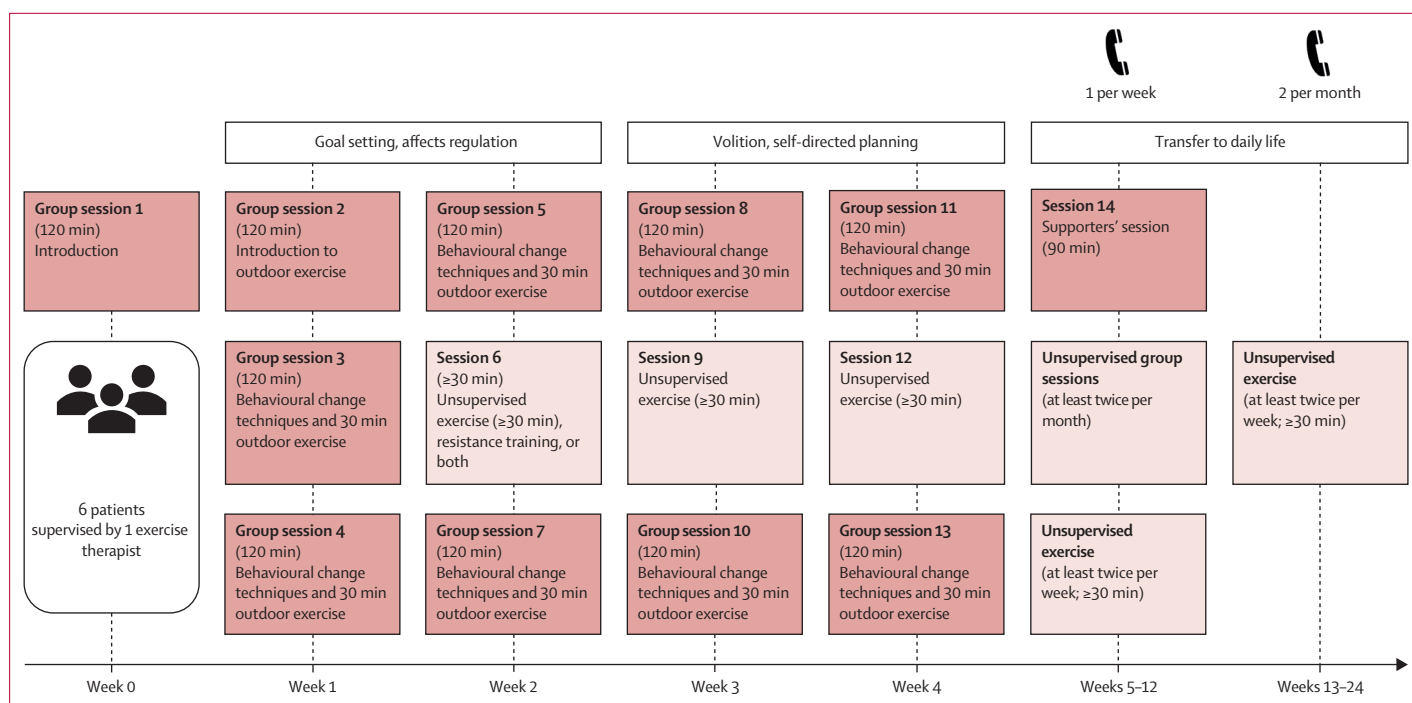 1 per week
2 per month
Goal setting, affects regulation
Volition, self-directed planning
Transfer to daily life
Group session 1
(120 min)
Introduction
Group session 2
(120 min)
Introduction to
outdoor exercise
Group session 5
(120 min)
Behavioural change
techniques and 30 min
outdoor exercise
Group session 8
(120 min)
Behavioural change
techniques and 30 min
outdoor exercise
Group session 11
(120 min)
Behavioural change
techniques and 30 min
outdoor exercise
Session 14
Supporters’ session
(90 min)
6 patients
supervised by 1 exercise
therapist
Group session 3
(120 min)
Behavioural change
techniques and 30 min
outdoor exercise
Session 6
(≥30 min)
Unsupervised
exercise (≥30 min),
resistance training, or
both
Session 9
Unsupervised
exercise (≥30 min)
Session 12
Unsupervised
exercise (≥30 min)
Unsupervised group
sessions
(at least twice per
month)
Unsupervised
exercise
(at least twice per
week; ≥30 min)
Group session 4
(120 min)
Behavioural change
techniques and 30 min
outdoor exercise
Group session 7
(120 min)
Behavioural change
techniques and 30 min
outdoor exercise
Group session 10
(120 min)
Behavioural change
techniques and 30 min
outdoor exercise
Group session 13
(120 min)
Behavioural change
techniques and 30 min
outdoor exercise
Unsupervised
exercise
(at least twice per
week; ≥30 min)
Week 0
Week 1
Week 2
Week 3
Week 4
Weeks 5–12
Weeks 13–24